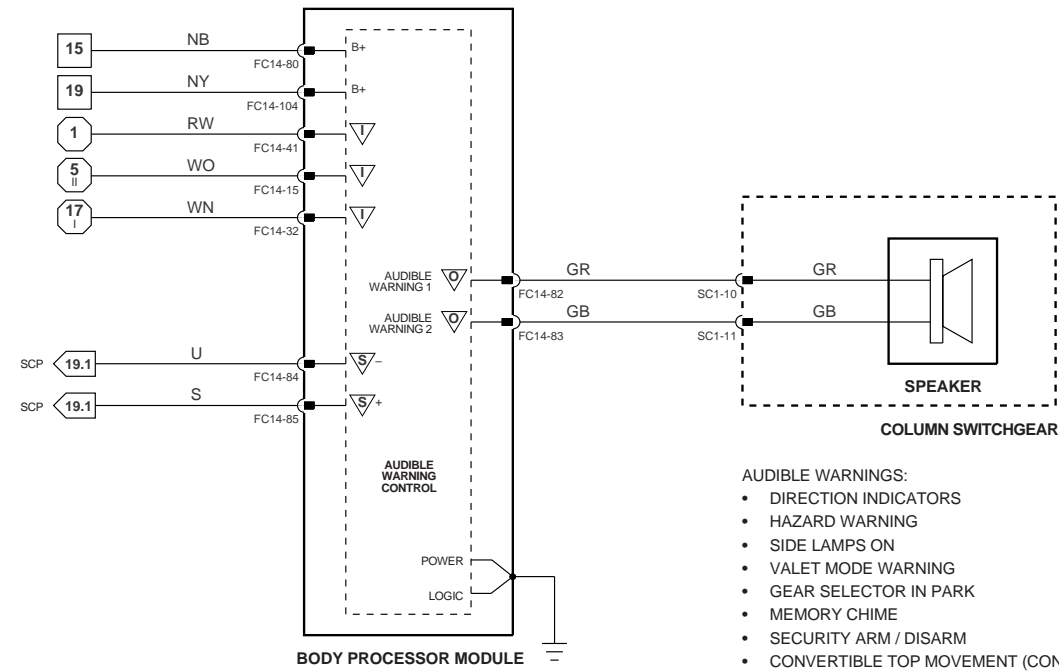 15 NB FC14-80 B+
19 NY FC14-104 B+
1 RW FC14-41 I
5 II WO FC14-15 I
17 I WN FC14-32 I
AUDIBLE WARNING 1 O FC14-82 GR SC1-10 GR
AUDIBLE WARNING 2 O FC14-83 GB SC1-11 GB
SPEAKER
COLUMN SWITCHGEAR
SCP 19.1 U FC14-84 S –
SCP 19.1 S FC14-85 S +
AUDIBLE
WARNING
CONTROL
POWER
LOGIC
BODY PROCESSOR MODULE
AUDIBLE WARNINGS:
• DIRECTION INDICATORS
• HAZARD WARNING
• SIDE LAMPS ON
• VALET MODE WARNING
• GEAR SELECTOR IN PARK
• MEMORY CHIME
• SECURITY ARM / DISARM
• CONVERTIBLE TOP MOVEMENT (CON